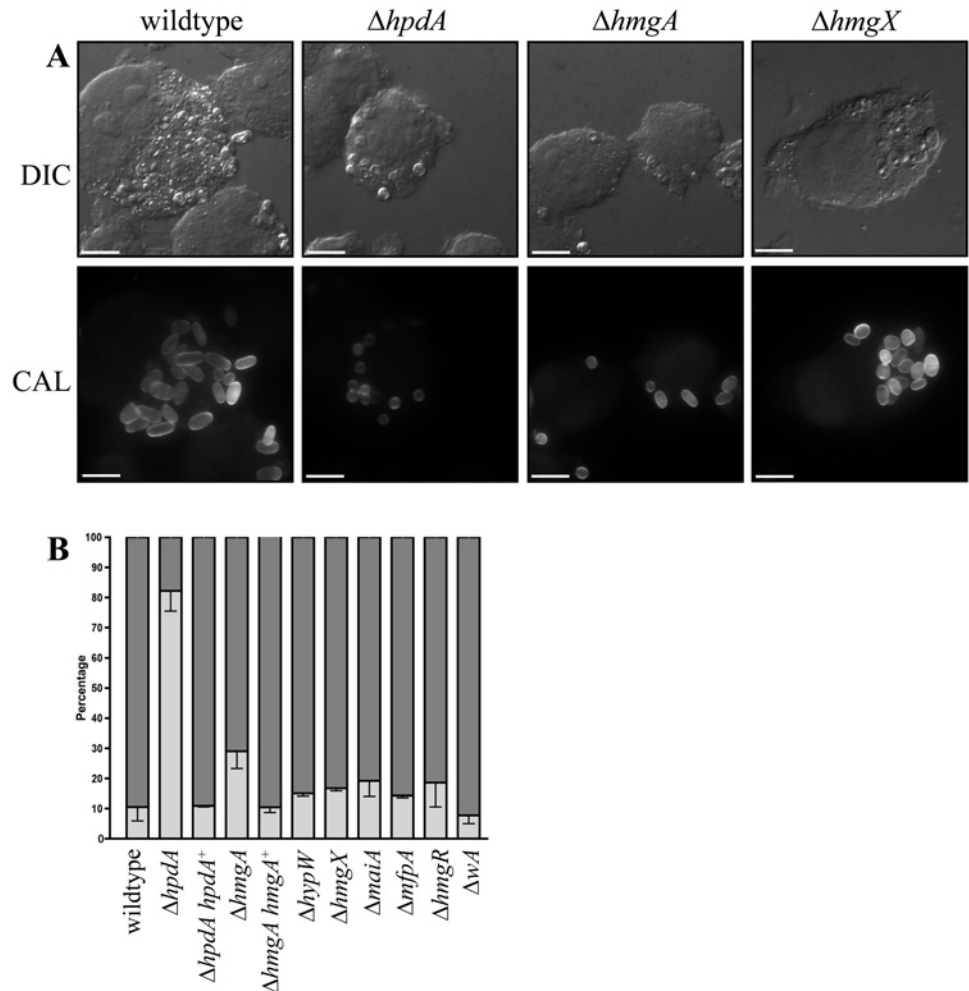 wildtype ΔhpdA ΔhmgA ΔhmgX
A
DIC
CAL
B
100
90
80
70
60
50
40
30
20
10
0
Percentage
wildtype
ΔhpdA
ΔhpdA hpdA⁺
ΔhmgA
ΔhmgA hmgA⁺
ΔhypW
ΔhmgX
ΔmaiA
ΔmfpA
ΔhmgR
ΔwA